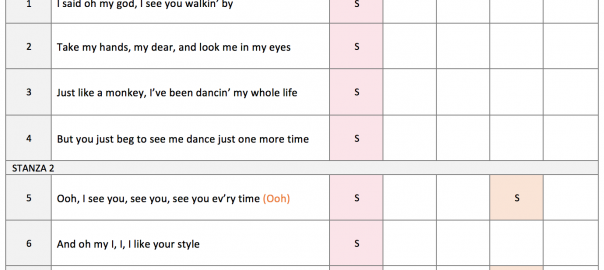 1 I said oh my god, I see you walkin’ by S
2 Take my hands, my dear, and look me in my eyes S
3 Just like a monkey, I’ve been dancin’ my whole life S
4 But you just beg to see me dance just one more time S
STANZA 2
5 Ooh, I see you, see you, see you ev’ry time (Ooh) S S
6 And oh my I, I, I like your style S